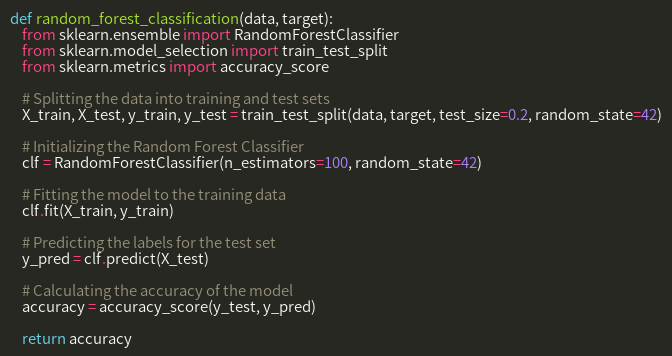 def random_forest_classification(data, target):
    from sklearn.ensemble import RandomForestClassifier
    from sklearn.model_selection import train_test_split
    from sklearn.metrics import accuracy_score

    # Splitting the data into training and test sets
    X_train, X_test, y_train, y_test = train_test_split(data, target, test_size=0.2, random_state=42)

    # Initializing the Random Forest Classifier
    clf = RandomForestClassifier(n_estimators=100, random_state=42)

    # Fitting the model to the training data
    clf.fit(X_train, y_train)

    # Predicting the labels for the test set
    y_pred = clf.predict(X_test)

    # Calculating the accuracy of the model
    accuracy = accuracy_score(y_test, y_pred)

    return accuracy